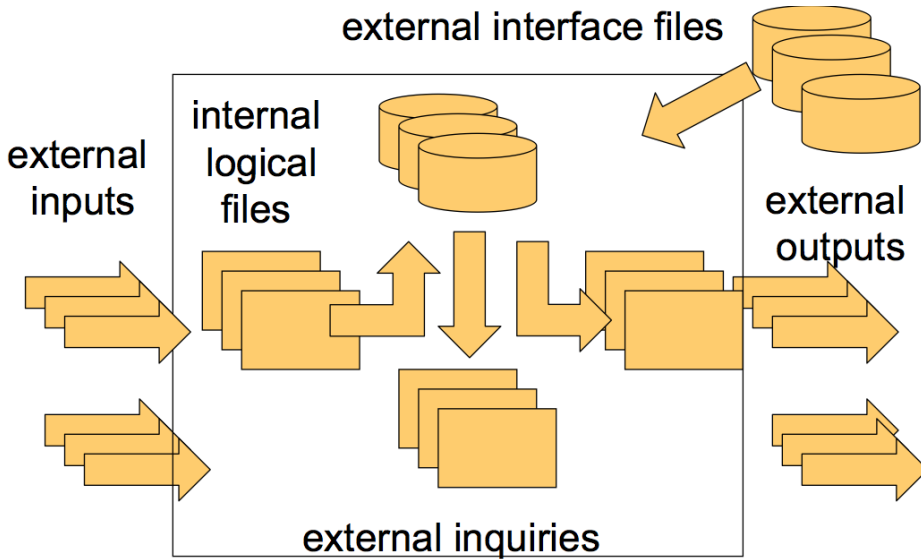 external interface files
internal
logical
files
external
inputs
external
outputs
external inquiries